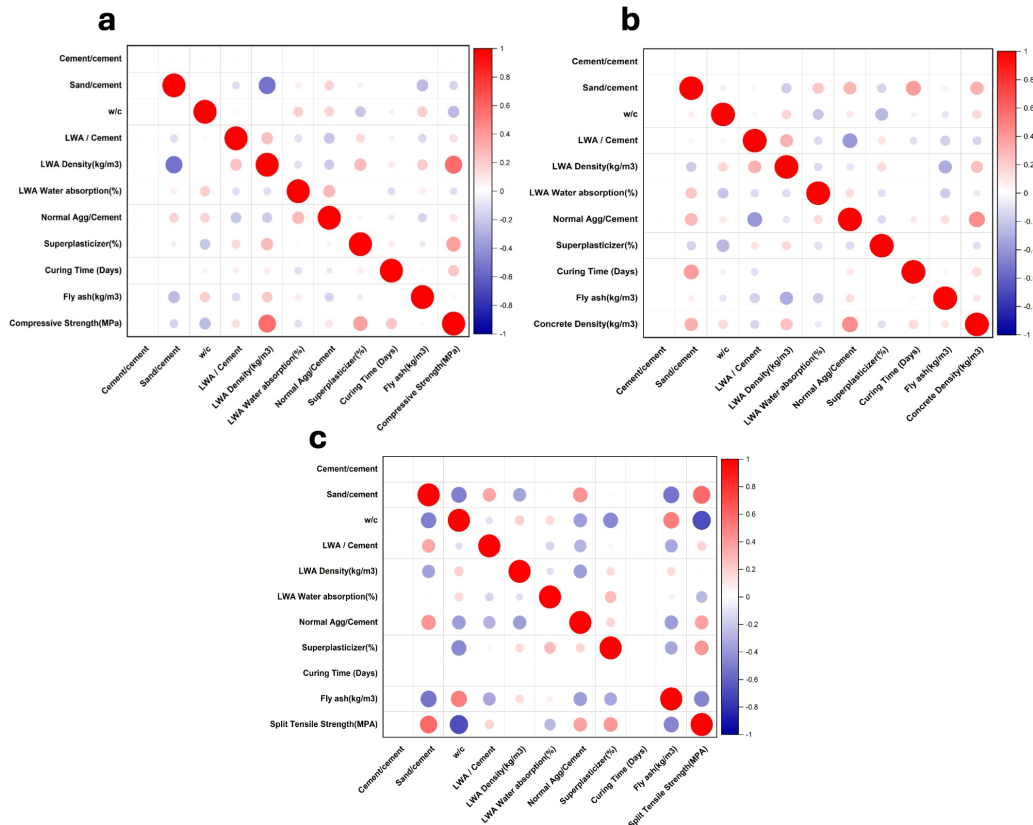 a
Cement/cement
Sand/cement
w/c
LWA / Cement
LWA Density(kg/m3)
LWA Water absorption(%)
Normal Agg/Cement
Superplasticizer(%)
Curing Time (Days)
Fly ash(kg/m3)
Compressive Strength(MPa)
Cement/cement
Sand/cement
w/c
LWA / Cement
LWA Density(kg/m3)
LWA Water absorption(%)
Normal Agg/Cement
Superplasticizer(%)
Curing Time (Days)
Fly ash(kg/m3)
Compressive Strength(MPa)
1
0.8
0.6
0.4
0.2
0
-0.2
-0.4
-0.6
-0.8
-1
b
Cement/cement
Sand/cement
w/c
LWA / Cement
LWA Density(kg/m3)
LWA Water absorption(%)
Normal Agg/Cement
Superplasticizer(%)
Curing Time (Days)
Fly ash(kg/m3)
Concrete Density(kg/m3)
Cement/cement
Sand/cement
w/c
LWA / Cement
LWA Density(kg/m3)
LWA Water absorption(%)
Normal Agg/Cement
Superplasticizer(%)
Curing Time (Days)
Fly ash(kg/m3)
Concrete Density(kg/m3)
1
0.8
0.6
0.4
0.2
0
-0.2
-0.4
-0.6
-0.8
-1
c
Cement/cement
Sand/cement
w/c
LWA / Cement
LWA Density(kg/m3)
LWA Water absorption(%)
Normal Agg/Cement
Superplasticizer(%)
Curing Time (Days)
Fly ash(kg/m3)
Split Tensile Strength(MPA)
Cement/cement
Sand/cement
w/c
LWA / Cement
LWA Density(kg/m3)
LWA Water absorption(%)
Normal Agg/Cement
Superplasticizer(%)
Curing Time (Days)
Fly ash(kg/m3)
Split Tensile Strength(MPA)
1
0.8
0.6
0.4
0.2
0
-0.2
-0.4
-0.6
-0.8
-1